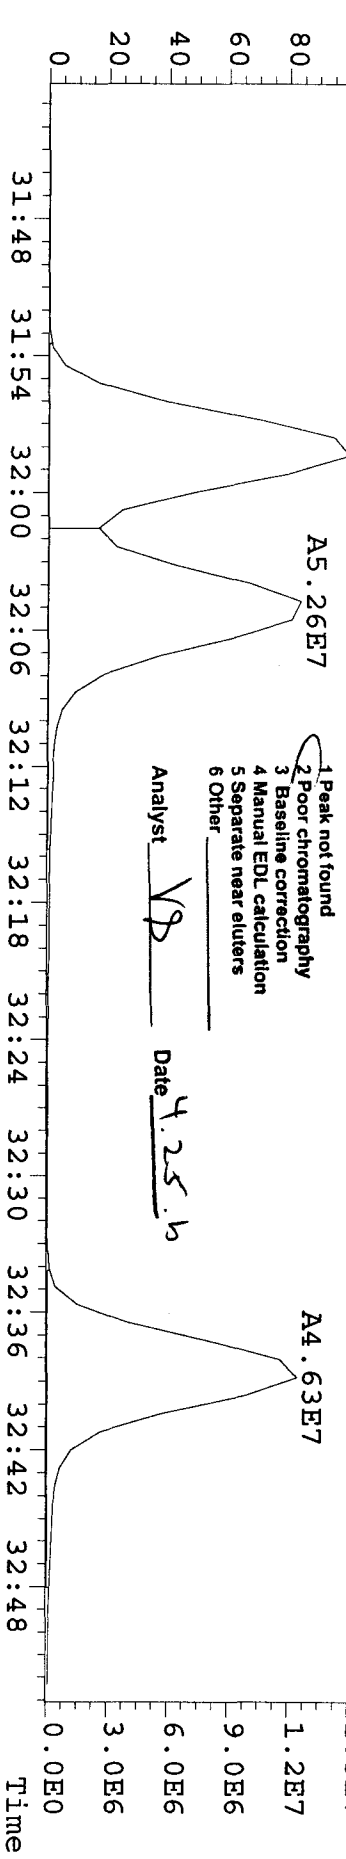 80
60
40
20
0
A5.26E7
A4.63E7
1 Peak not found
2 Poor chromatography
3 Baseline correction
4 Manual EDL calculation
5 Separate near eluters
6 Other
Analyst
Date 4.25.
1.2E7
9.0E6
6.0E6
3.0E6
0.0E0
31:48 31:54 32:00 32:06 32:12 32:18 32:24 32:30 32:36 32:42 32:48 Time